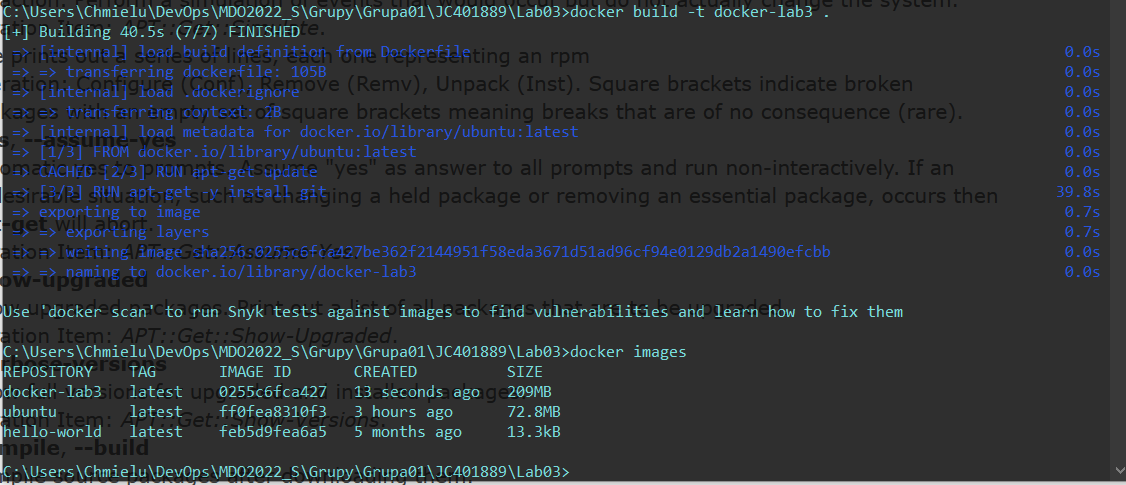 C:\Users\Chmielu\DevOps\MDO2022_S\Grupy\Grupa01\JC401889\Lab03>docker build -t docker-lab3 .
[+] Building 40.5s (7/7) FINISHED
=> [internal] load build definition from Dockerfile 0.0s
=> => transferring dockerfile: 105B 0.0s
=> [internal] load .dockerignore 0.0s
=> => transferring context: 2B 0.0s
=> [internal] load metadata for docker.io/library/ubuntu:latest 0.0s
=> [1/3] FROM docker.io/library/ubuntu:latest 0.0s
=> CACHED [2/3] RUN apt-get update 0.0s
=> [3/3] RUN apt-get -y install git 39.8s
=> exporting to image 0.7s
=> => exporting layers 0.7s
=> => writing image sha256:0255c6fca427be362f2144951f58eda3671d51ad96cf94e0129db2a1490efcbb 0.0s
=> => naming to docker.io/library/docker-lab3 0.0s
Use 'docker scan' to run Snyk tests against images to find vulnerabilities and learn how to fix them
C:\Users\Chmielu\DevOps\MDO2022_S\Grupy\Grupa01\JC401889\Lab03>docker images
REPOSITORY TAG IMAGE ID CREATED SIZE
docker-lab3 latest 0255c6fca427 13 seconds ago 209MB
ubuntu latest ff0fea8310f3 3 hours ago 72.8MB
hello-world latest feb5d9fea6a5 5 months ago 13.3kB
C:\Users\Chmielu\DevOps\MDO2022_S\Grupy\Grupa01\JC401889\Lab03>